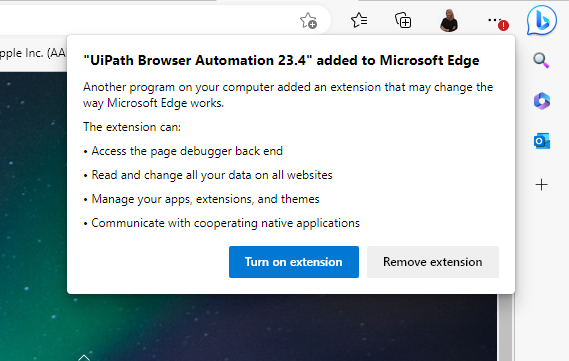 pple Inc. (AA
"UiPath Browser Automation 23.4" added to Microsoft Edge
Another program on your computer added an extension that may change the
way Microsoft Edge works.
The extension can:
• Access the page debugger back end
• Read and change all your data on all websites
• Manage your apps, extensions, and themes
• Communicate with cooperating native applications
Turn on extension
Remove extension